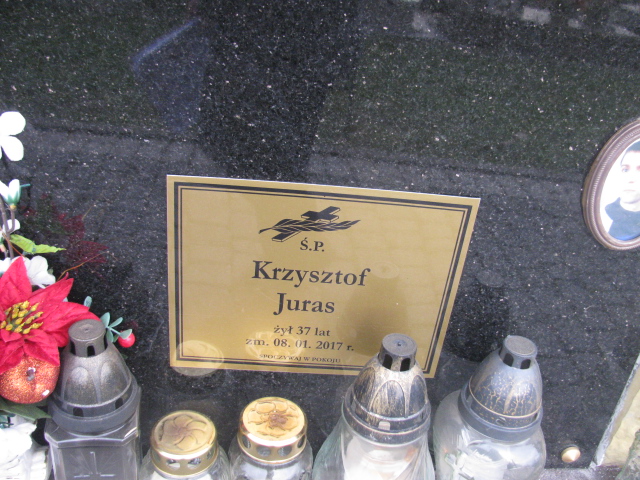 Ś.P.
Krzysztof
Juras
żył 37 lat
zm. 08. 01. 2017 r.
SPOCZYWAJ W POKOJU